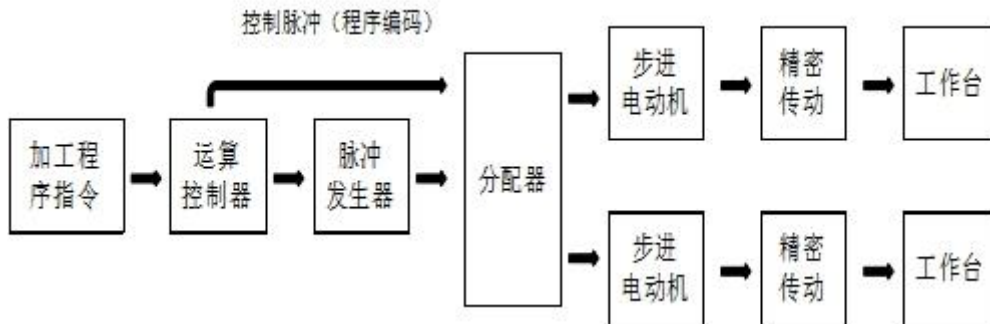 控制脉冲（程序编码）
加工程
序指令
运算
控制器
脉冲
发生器
分配器
步进
电动机
精密
传动
工作台
步进
电动机
精密
传动
工作台